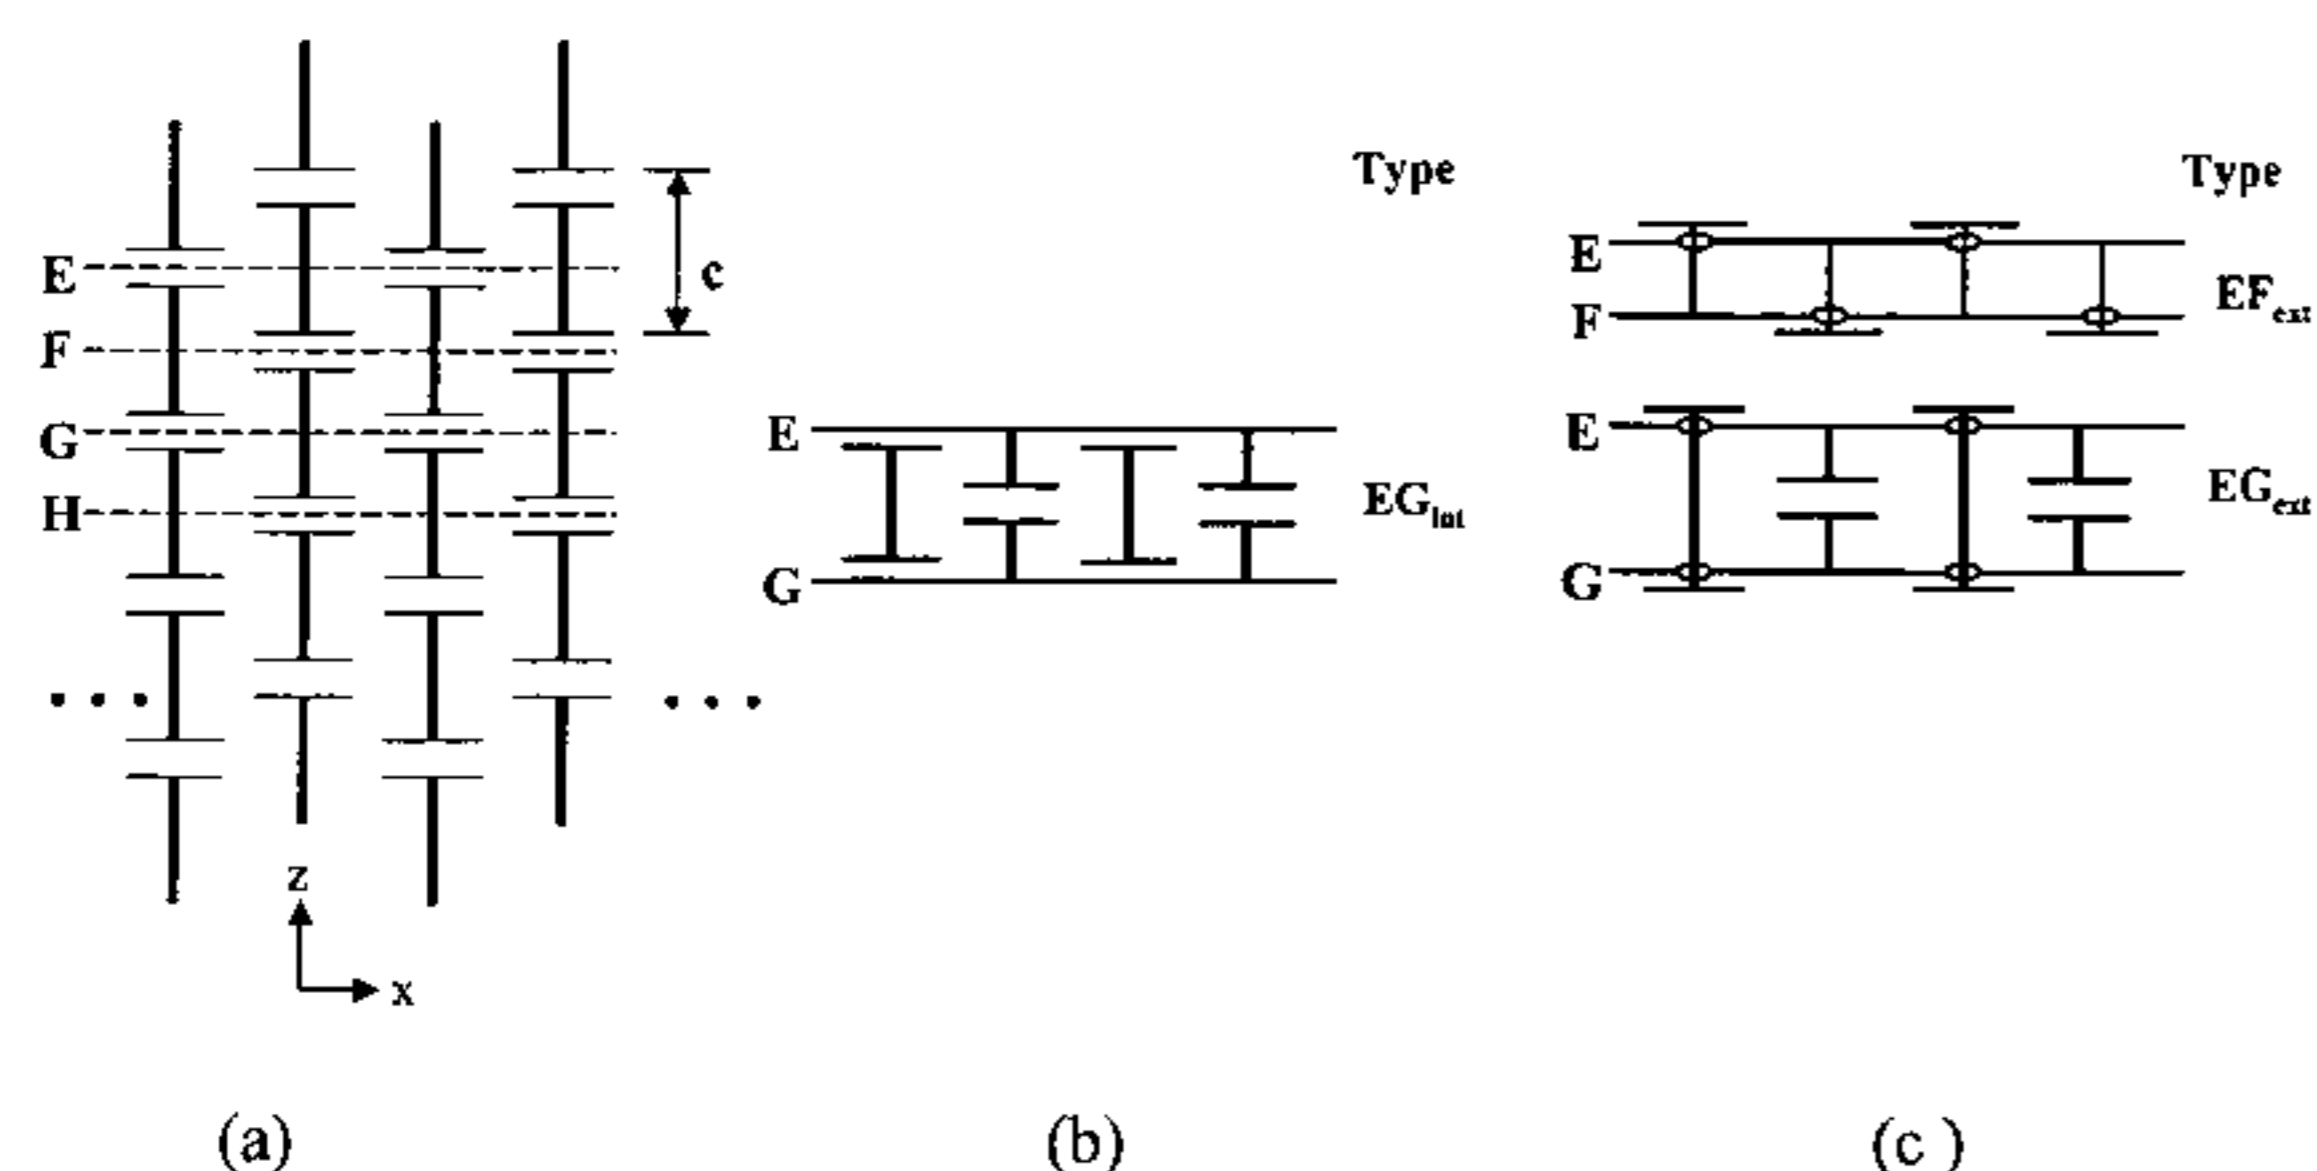 E
F
G
H
c
. . .
. . .
z
x
(a)
Type
E
G
EG_int
(b)
Type
E
F
EF_ext
E
G
EG_ext
(c )